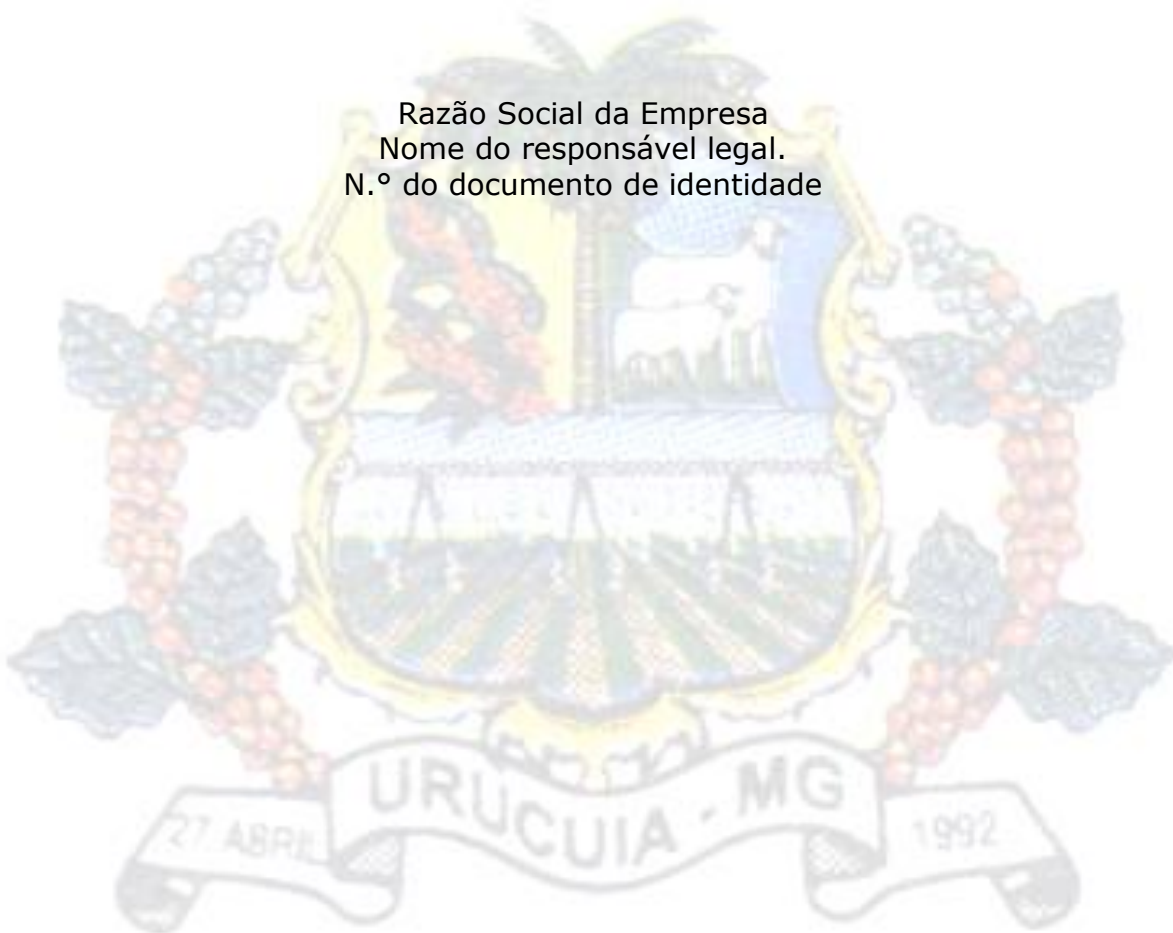 Razão Social da Empresa
Nome do responsável legal.
N.° do documento de identidade
27 ABRIL
URUCUIA - MG
1992